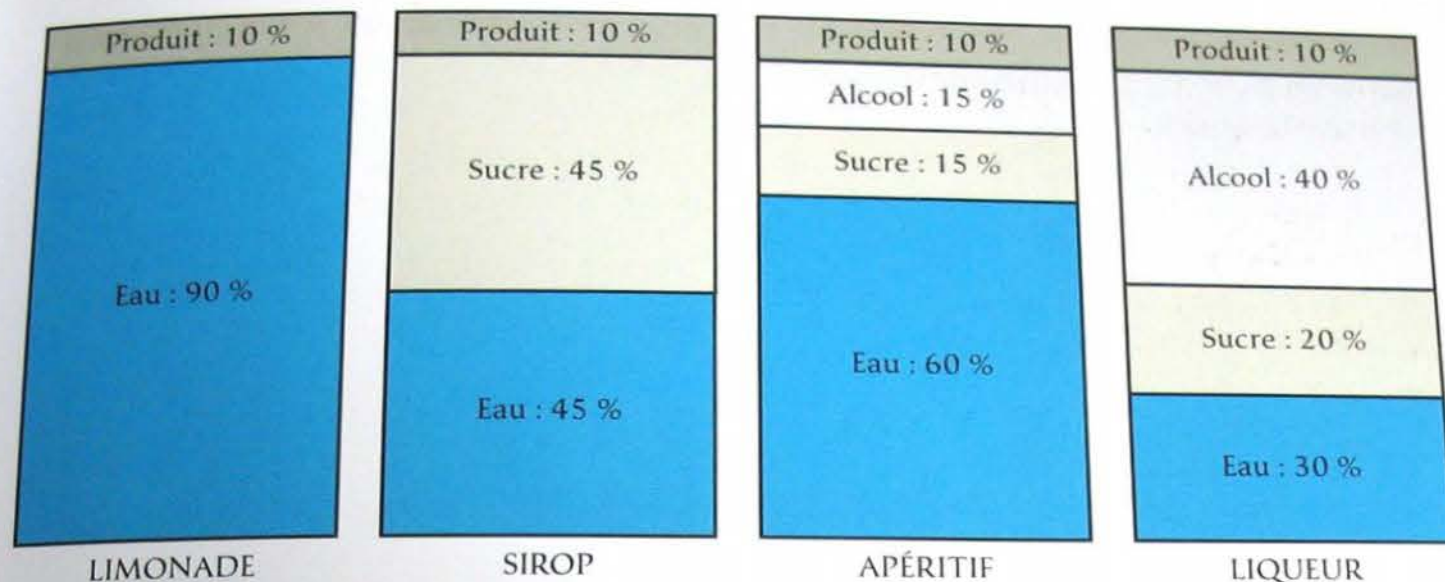 Produit : 10 %
Eau : 90 %
LIMONADE
Produit : 10 %
Sucre : 45 %
Eau : 45 %
SIROP
Produit : 10 %
Alcool : 15 %
Sucre : 15 %
Eau : 60 %
APÉRITIF
Produit : 10 %
Alcool : 40 %
Sucre : 20 %
Eau : 30 %
LIQUEUR